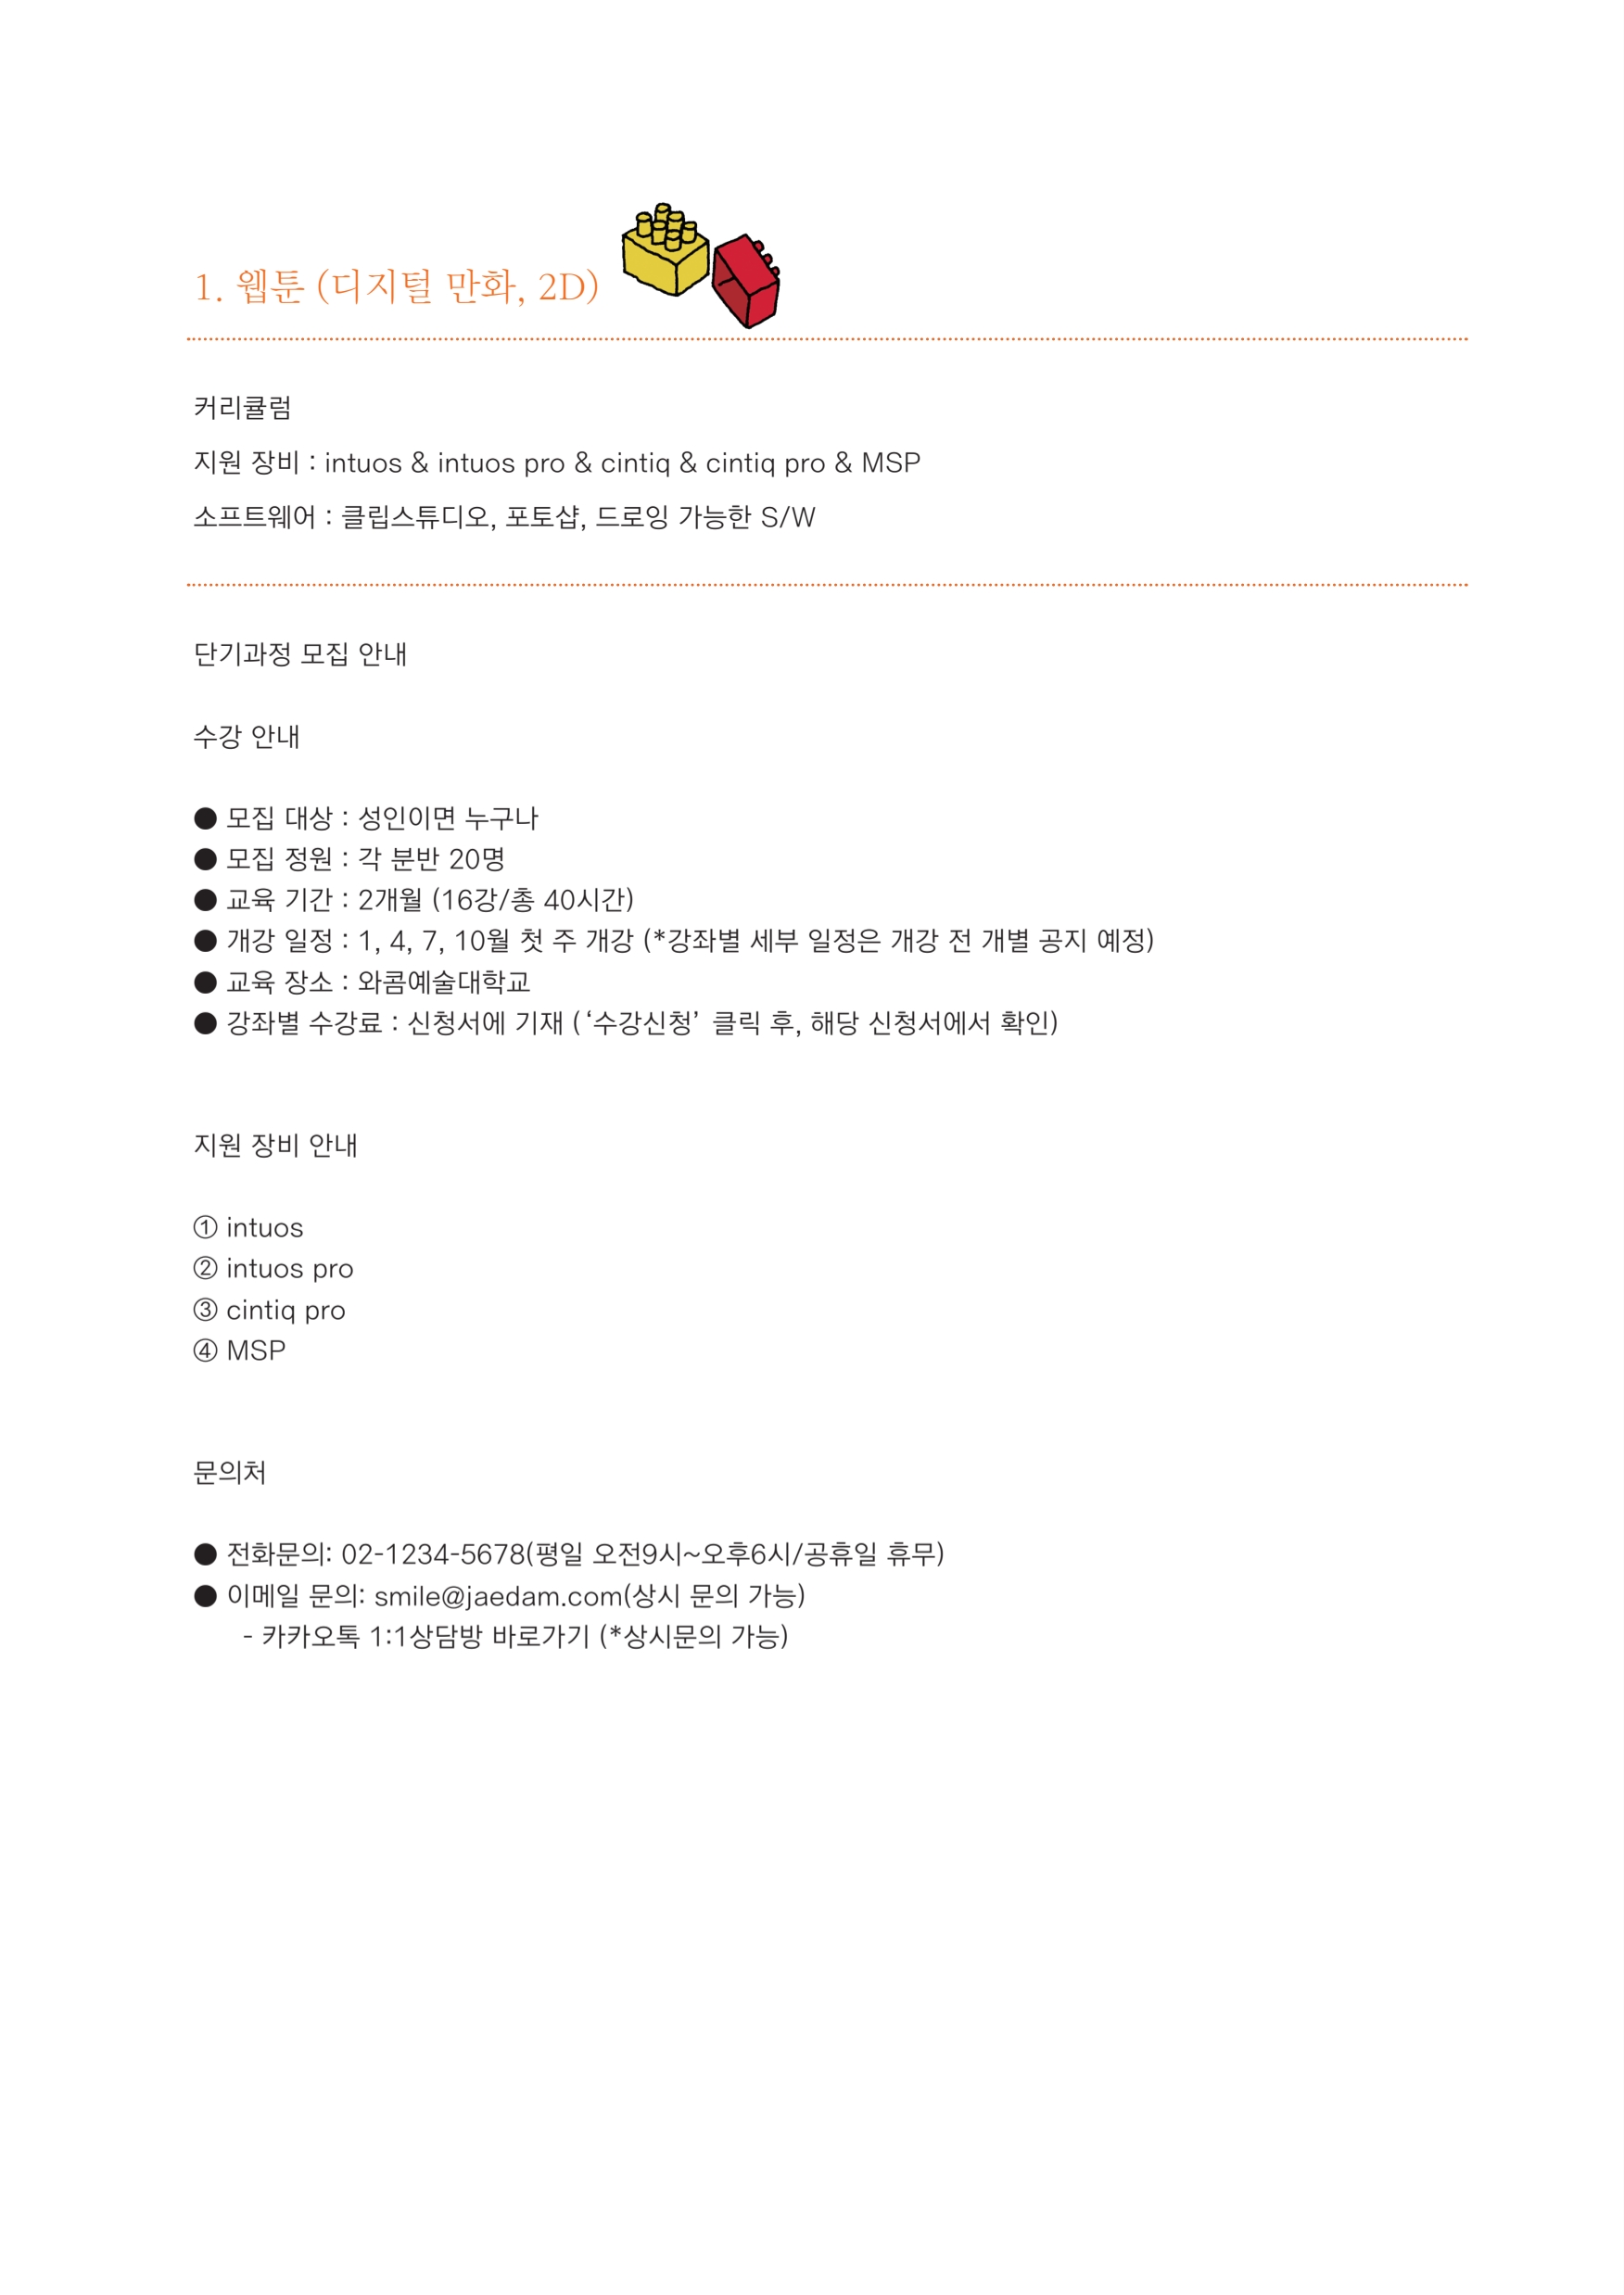 1. 웹툰 (디지털 만화, 2D)
커리큘럼
지원 장비 : intuos & intuos pro & cintiq & cintiq pro & MSP
소프트웨어 : 클립스튜디오, 포토샵, 드로잉 가능한 S/W
단기과정 모집 안내
수강 안내
● 모집 대상 : 성인이면 누구나
● 모집 정원 : 각 분반 20명
● 교육 기간 : 2개월 (16강/총 40시간)
● 개강 일정 : 1, 4, 7, 10월 첫 주 개강 (*강좌별 세부 일정은 개강 전 개별 공지 예정)
● 교육 장소 : 와콤예술대학교
● 강좌별 수강료 : 신청서에 기재 (‘수강신청’ 클릭 후, 해당 신청서에서 확인)
지원 장비 안내
① intuos
② intuos pro
③ cintiq pro
④ MSP
문의처
● 전화문의: 02-1234-5678(평일 오전9시~오후6시/공휴일 휴무)
● 이메일 문의: smile@jaedam.com(상시 문의 가능)
- 카카오톡 1:1상담방 바로가기 (*상시문의 가능)